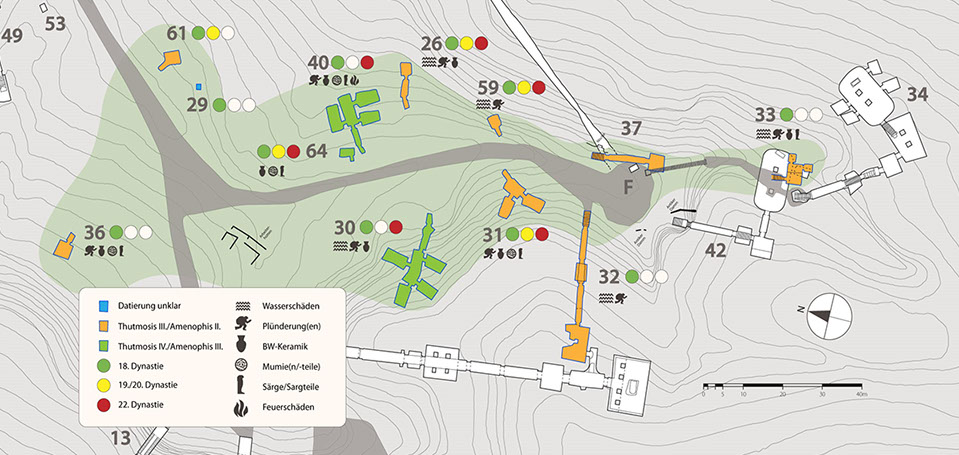 53
49
61
26
40
59
29
37
33
34
64
F
36
30
31
42
32
N
Datierung unklar
Thutmosis III./Amenophis II.
Thutmosis IV./Amenophis III.
18. Dynastie
19./20. Dynastie
22. Dynastie
Wasserschäden
Plünderung(en)
BW-Keramik
Mumie(n/-teile)
Särge/Sargteile
Feuerschäden
0 5 10 20 40m
13